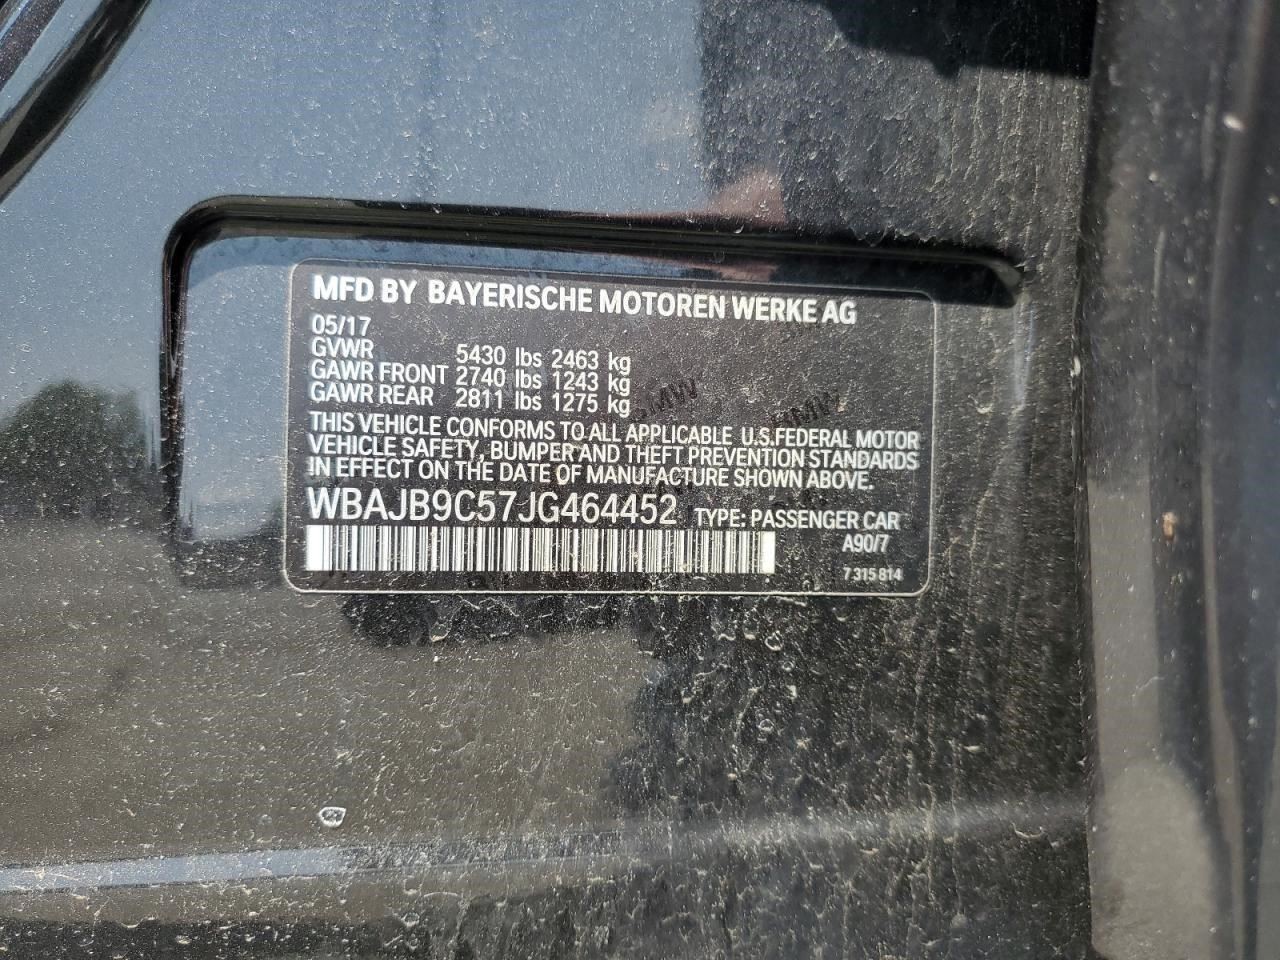 MFD BY BAYERISCHE MOTOREN WERKE AG
05/17
GVWR 5430 lbs 2463 kg
GAWR FRONT 2740 lbs 1243 kg
GAWR REAR 2811 lbs 1275 kg
THIS VEHICLE CONFORMS TO ALL APPLICABLE U.S.FEDERAL MOTOR
VEHICLE SAFETY, BUMPER AND THEFT PREVENTION STANDARDS
IN EFFECT ON THE DATE OF MANUFACTURE SHOWN ABOVE.
WBAJB9C57JG464452 TYPE: PASSENGER CAR
A90/7
7 315 814
BMW
BMW